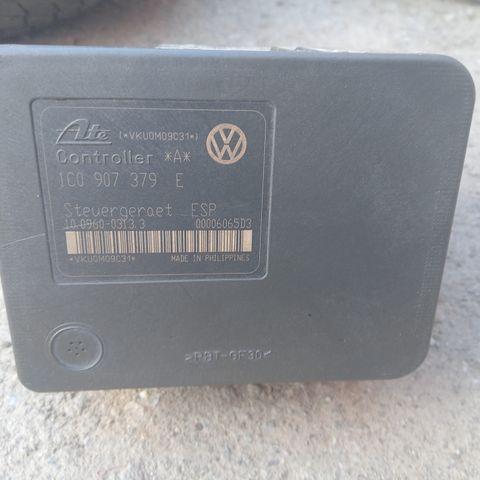 Ate (*VKU0M09C31*)
Controller *A*
1C0 907 379 E
Steuergeraet ESP
10.0960-0313.3 00006065D3
*VKU0M09C31* MADE IN PHILIPPINES
>PBT-GF30<